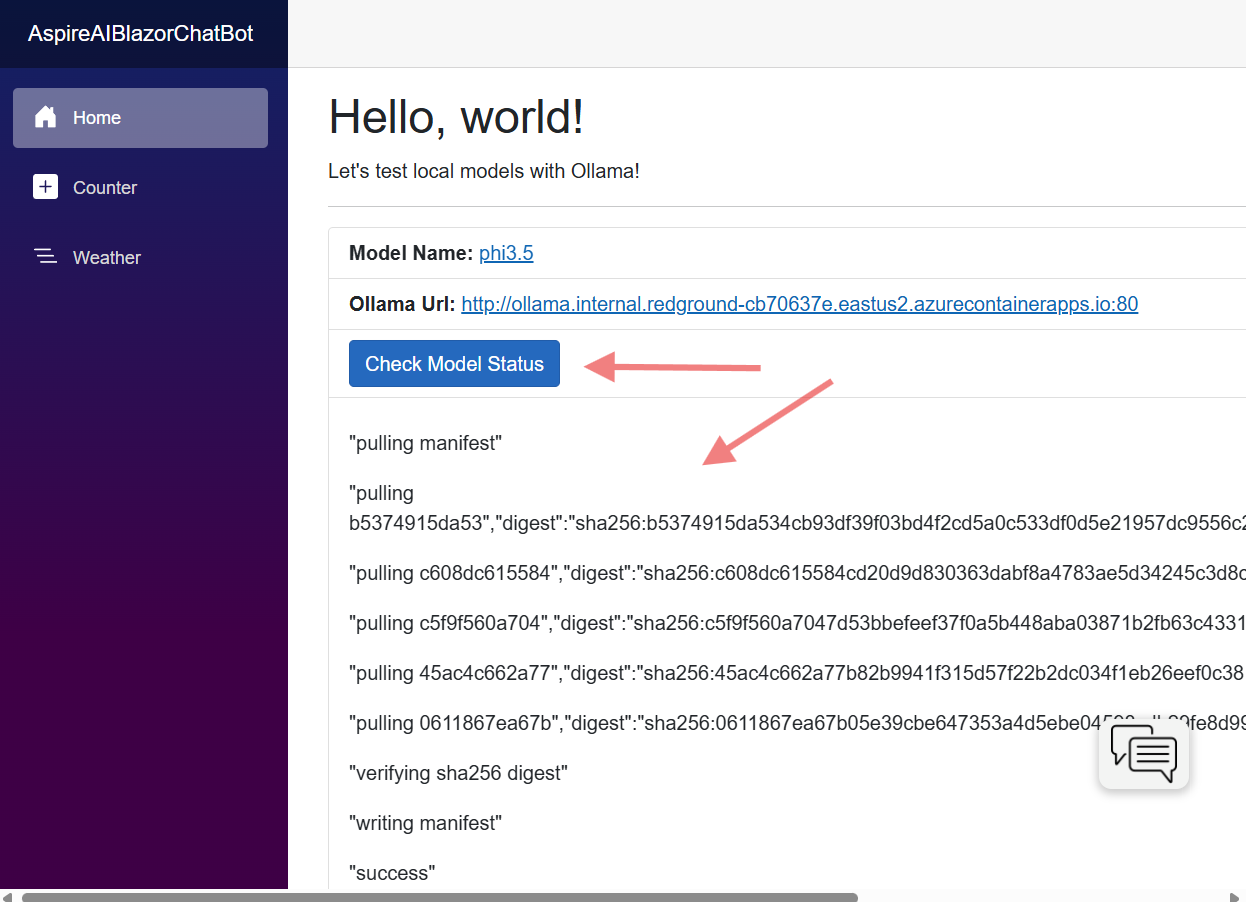 AspireAIBlazorChatBot
Home
Counter
Weather
Hello, world!
Let's test local models with Ollama!
Model Name: phi3.5
Ollama Url: http://ollama.internal.redground-cb70637e.eastus2.azurecontainerapps.io:80
Check Model Status
"pulling manifest"
"pulling
b5374915da53","digest":"sha256:b5374915da534cb93df39f03bd4f2cd5a0c533df0d5e21957dc9556c2
"pulling c608dc615584","digest":"sha256:c608dc615584cd20d9d830363dabf8a4783ae5d34245c3d8c
"pulling c5f9f560a704","digest":"sha256:c5f9f560a7047d53bbefeef37f0a5b448aba03871b2fb63c4331
"pulling 45ac4c662a77","digest":"sha256:45ac4c662a77b82b9941f315d57f22b2dc034f1eb26eef0c38
"pulling 0611867ea67b","digest":"sha256:0611867ea67b05e39cbe647353a4d5ebe04
"verifying sha256 digest"
"writing manifest"
"success"